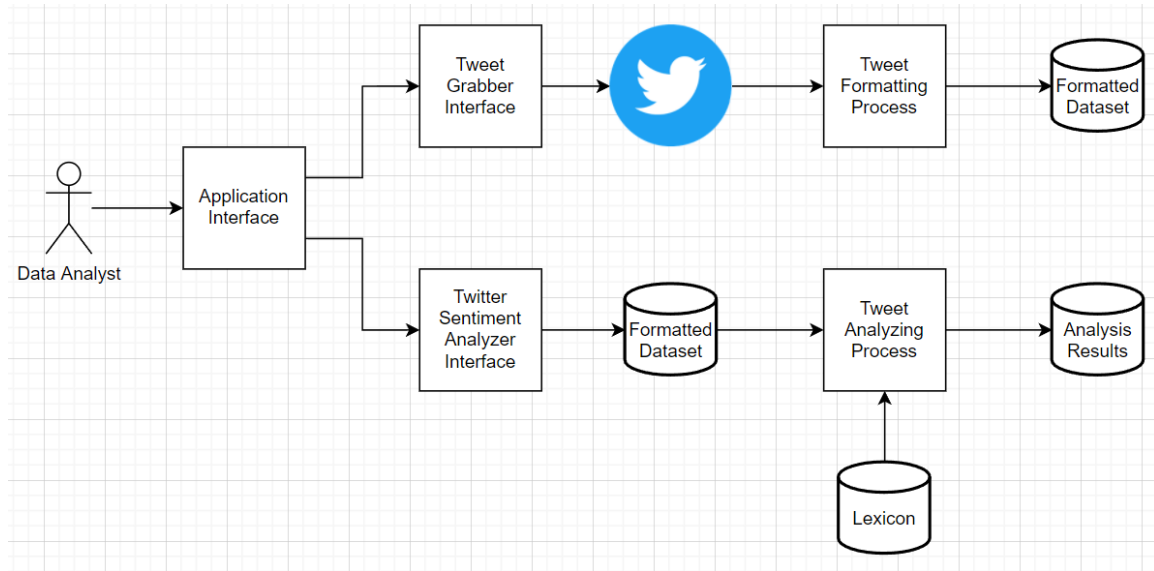 Tweet
Grabber
Interface
Tweet
Formatting
Process
Formatted
Dataset
Application
Interface
Data Analyst
Twitter
Sentiment
Analyzer
Interface
Formatted
Dataset
Tweet
Analyzing
Process
Analysis
Results
Lexicon